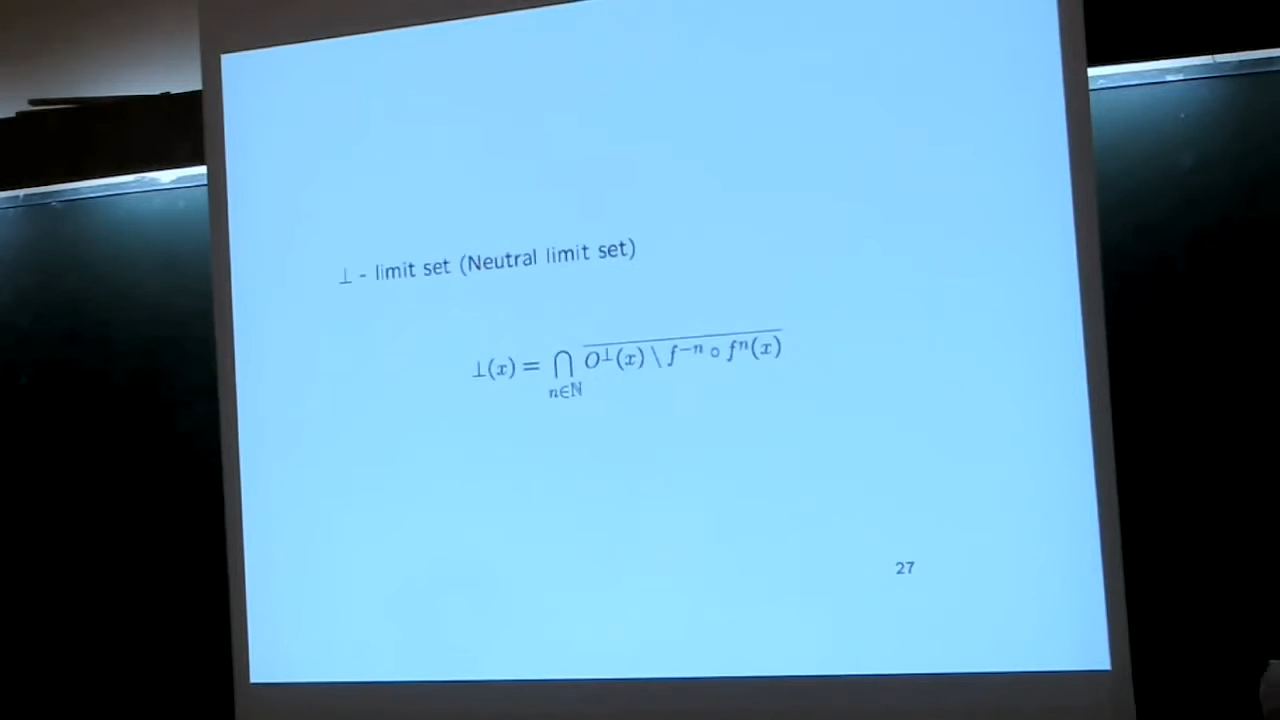 ⊥ - limit set (Neutral limit set)
⊥(x) = ⋂_{n∈ℕ} \overline{O^⊥(x) \ f^{-n} ∘ f^n(x)}
27